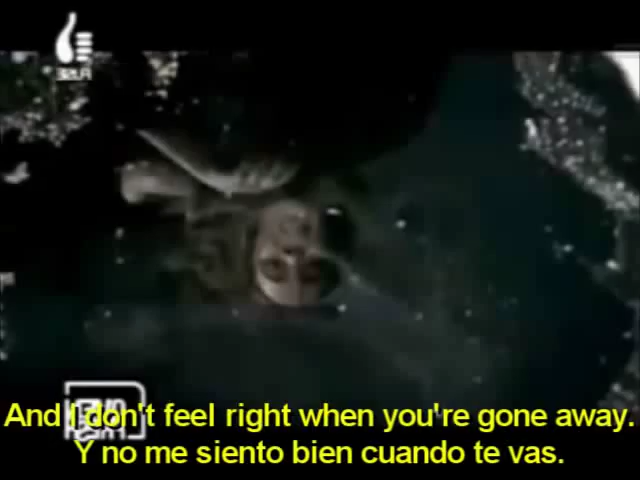 And I don't feel right when you're gone away.
Y no me siento bien cuando te vas.